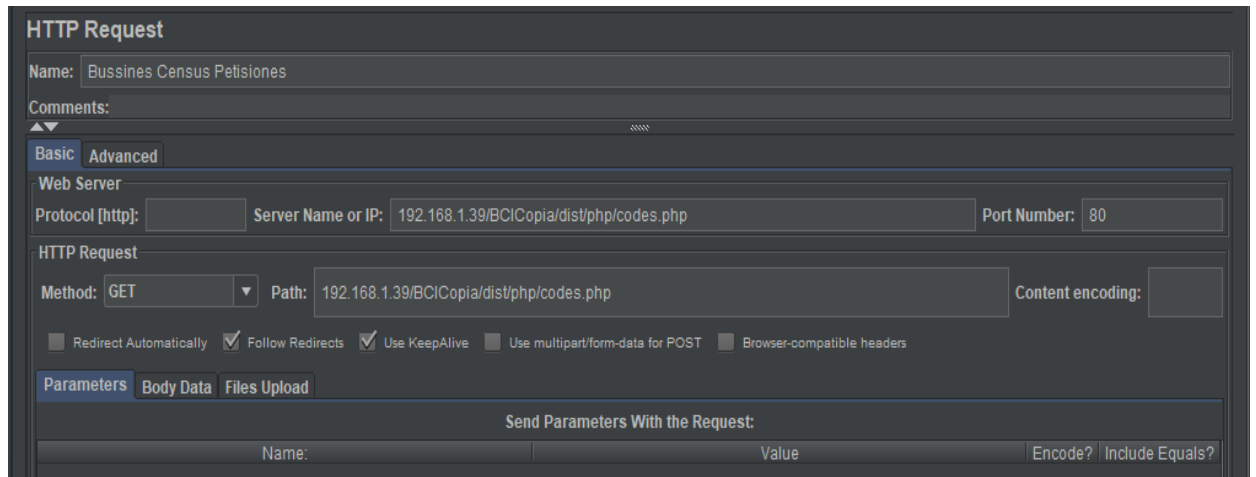 HTTP Request
Name: Bussines Census Petisiones
Comments:
Basic Advanced
Web Server
Protocol [http]: Server Name or IP: 192.168.1.39/BCICopia/dist/php/codes.php Port Number: 80
HTTP Request
Method: GET Path: 192.168.1.39/BCICopia/dist/php/codes.php Content encoding:
Redirect Automatically Follow Redirects Use KeepAlive Use multipart/form-data for POST Browser-compatible headers
Parameters Body Data Files Upload
Send Parameters With the Request:
Name: Value Encode? Include Equals?